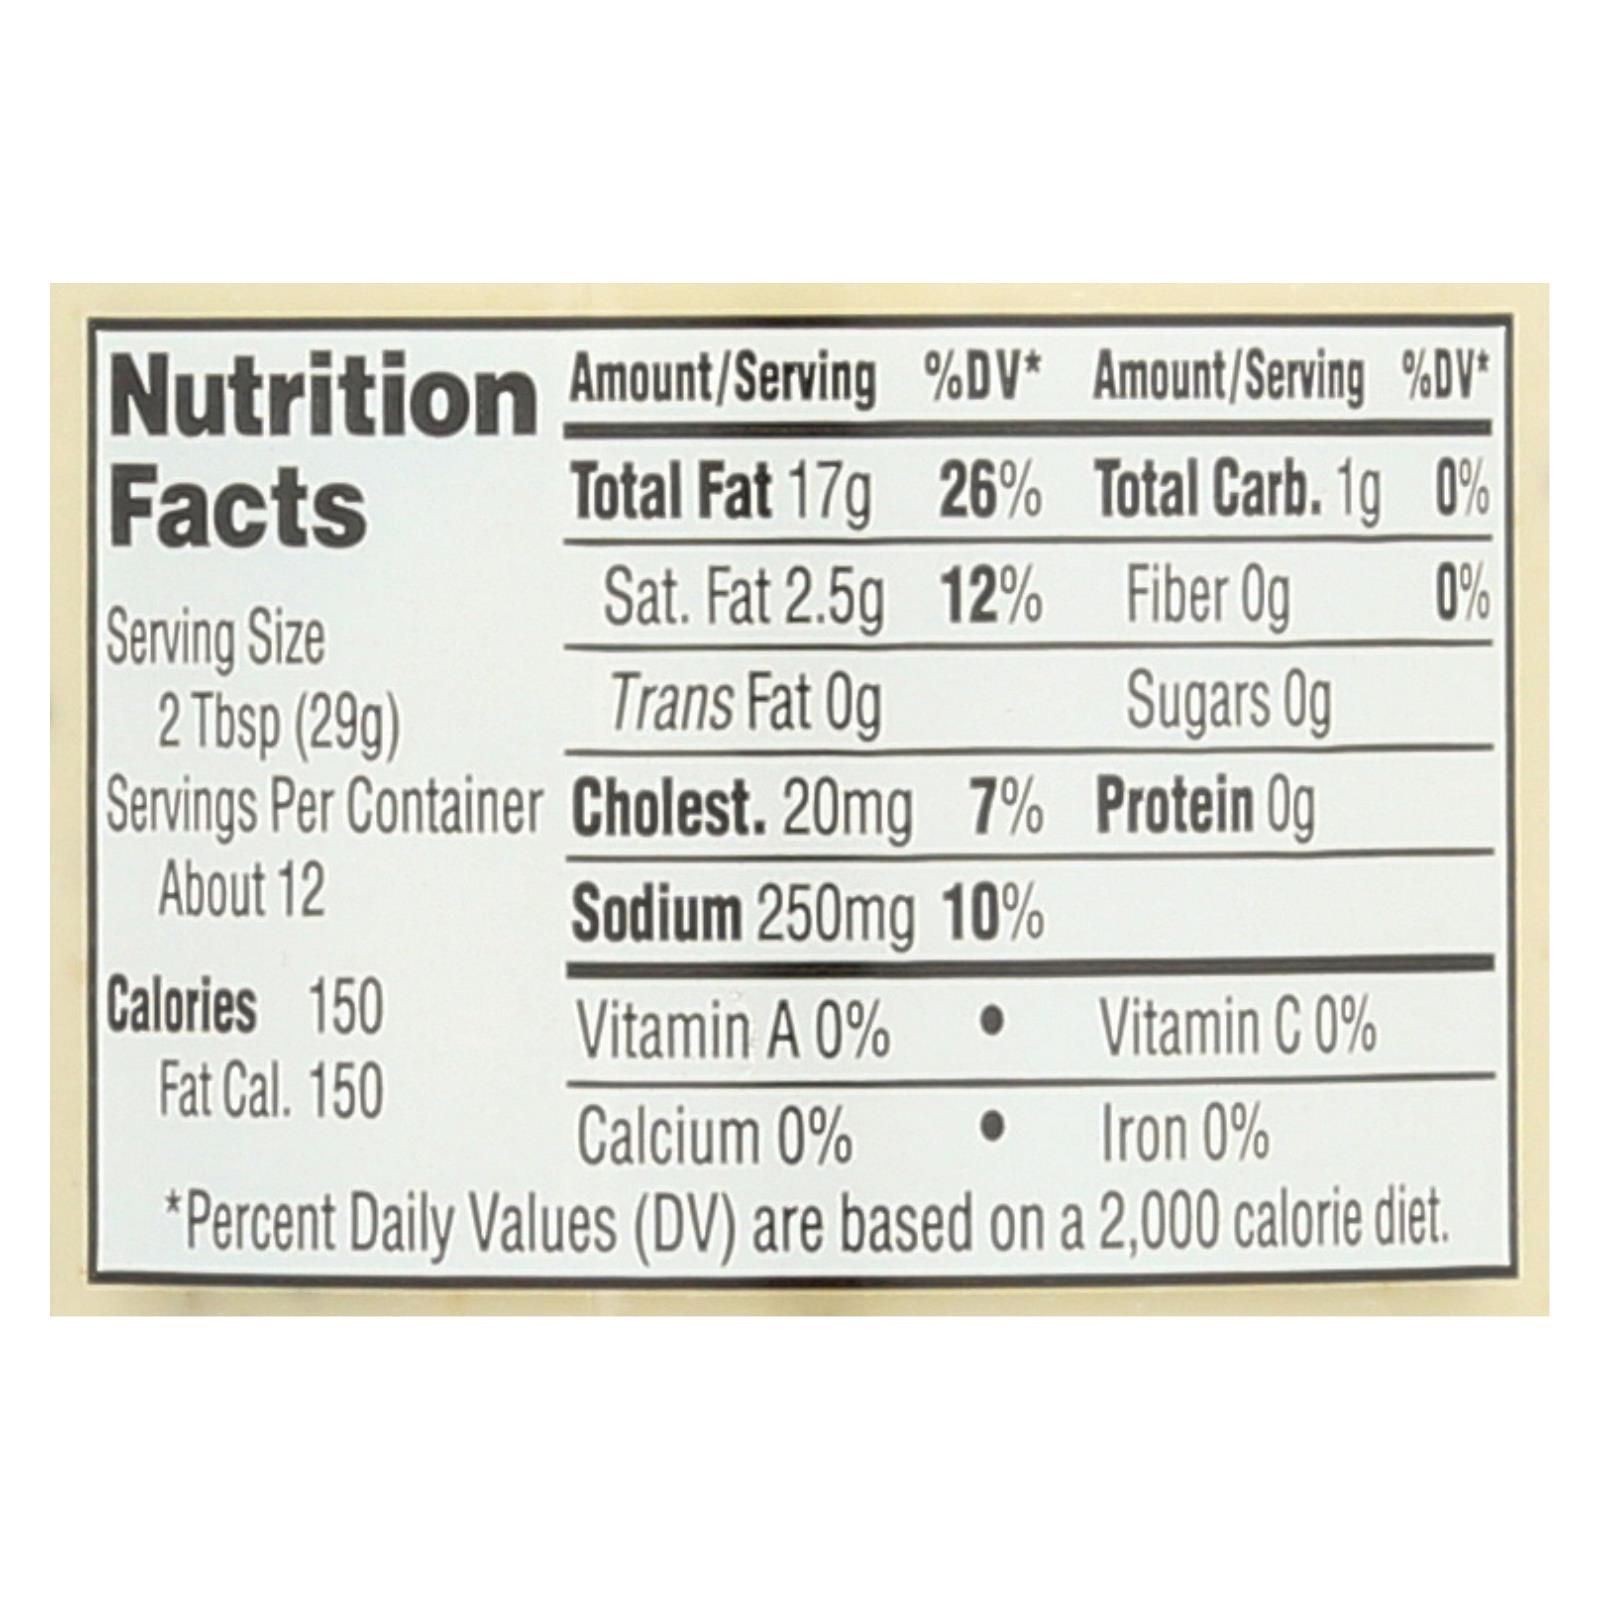 Nutrition
Facts
Serving Size
2 Tbsp (29g)
Servings Per Container
About 12
Calories 150
Fat Cal. 150
Amount/Serving %DV* Amount/Serving %DV*
Total Fat 17g 26% Total Carb. 1g 0%
Sat. Fat 2.5g 12% Fiber 0g 0%
Trans Fat 0g Sugars 0g
Cholest. 20mg 7% Protein 0g
Sodium 250mg 10%
Vitamin A 0% • Vitamin C 0%
Calcium 0% • Iron 0%
*Percent Daily Values (DV) are based on a 2,000 calorie diet.